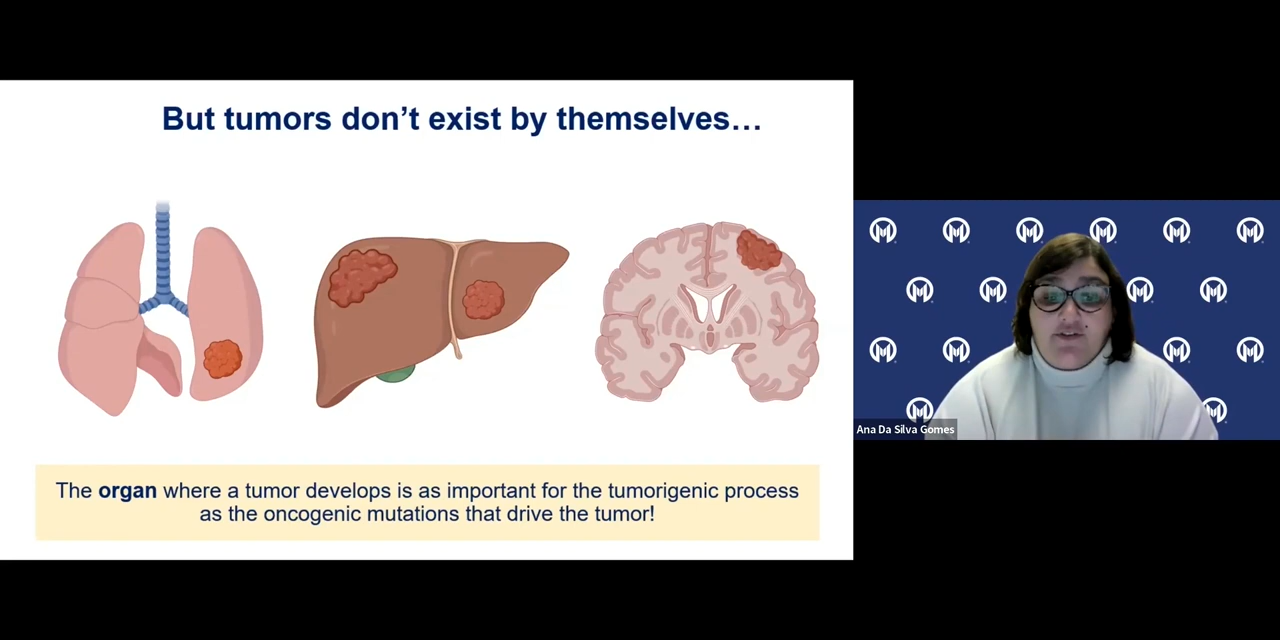 But tumors don’t exist by themselves…
The organ where a tumor develops is as important for the tumorigenic process
as the oncogenic mutations that drive the tumor!
Ana Da Silva Gomes